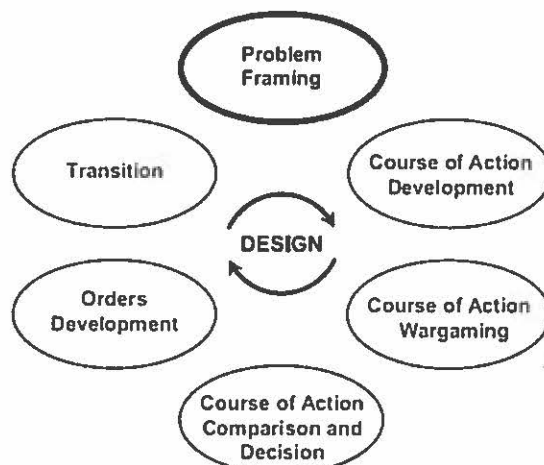 Problem
Framing
Transition
Course of Action
Development
DESIGN
Orders
Development
Course of Action
Wargaming
Course of Action
Comparison and
Decision